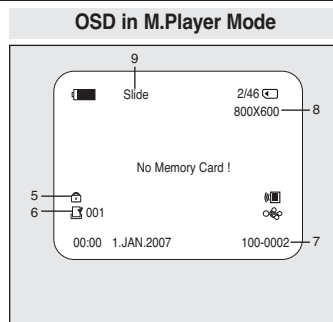 OSD in M.Player Mode
9
Slide 2/46
800X600 8
No Memory Card !
5
6 001
00:00 1.JAN.2007 100-0002 7